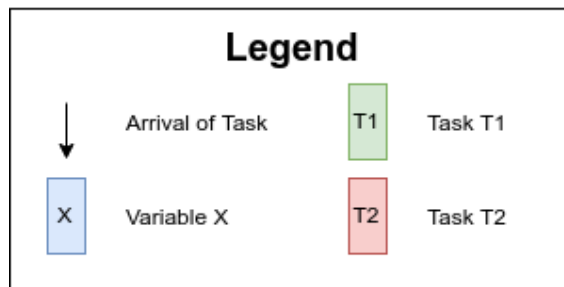 Legend
Arrival of Task
T1
Task T1
X
Variable X
T2
Task T2